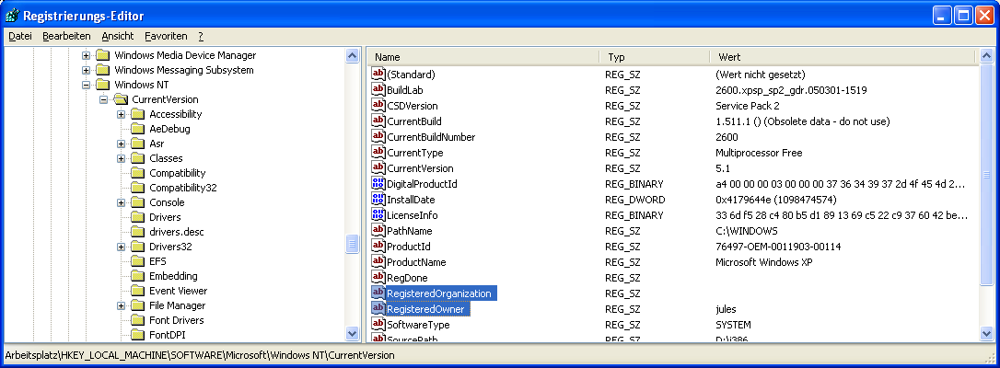 Registrierungs-Editor
Datei Bearbeiten Ansicht Favoriten ?
Windows Media Device Manager
Windows Messaging Subsystem
Windows NT
CurrentVersion
Accessibility
AeDebug
Asr
Classes
Compatibility
Compatibility32
Console
Drivers
drivers.desc
Drivers32
EFS
Embedding
Event Viewer
File Manager
Font Drivers
FontDPI
Name Typ Wert
(Standard) REG_SZ (Wert nicht gesetzt)
BuildLab REG_SZ 2600.xpsp_sp2_gdr.050301-1519
CSDVersion REG_SZ Service Pack 2
CurrentBuild REG_SZ 1.511.1 () (Obsolete data - do not use)
CurrentBuildNumber REG_SZ 2600
CurrentType REG_SZ Multiprocessor Free
CurrentVersion REG_SZ 5.1
DigitalProductId REG_BINARY a4 00 00 00 03 00 00 00 37 36 34 39 37 2d 4f 45 4d 2...
InstallDate REG_DWORD 0x4179644e (1098474574)
LicenseInfo REG_BINARY 33 6d f5 28 c4 80 b5 d1 89 13 69 c5 22 c9 37 60 42 be...
PathName REG_SZ C:\WINDOWS
ProductId REG_SZ 76497-OEM-0011903-00114
ProductName REG_SZ Microsoft Windows XP
RegDone REG_SZ
RegisteredOrganization REG_SZ
RegisteredOwner REG_SZ jules
SoftwareType REG_SZ SYSTEM
SourcePath REG_SZ D:\i386
Arbeitsplatz\HKEY_LOCAL_MACHINE\SOFTWARE\Microsoft\Windows NT\CurrentVersion